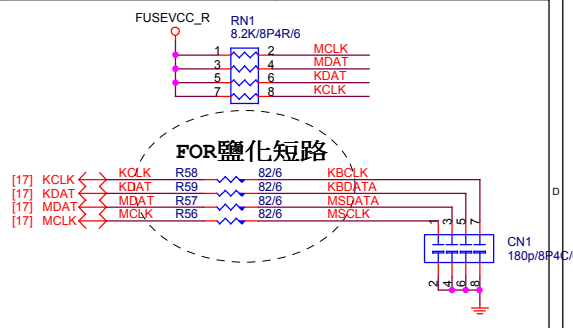 FUSEVCC_R
RN1
8.2K/8P4R/6
1 2 MCLK
3 4 MDAT
5 6 KDAT
7 8 KCLK
FOR鹽化短路
[17] KCLK KCLK R58 82/6 KBCLK
[17] KDAT KDAT R59 82/6 KBDATA
[17] MDAT MDAT R57 82/6 MSDATA
[17] MCLK MCLK R56 82/6 MSCLK
D
1 3 5 7
CN1
180p/8P4C/
2 4 6 8